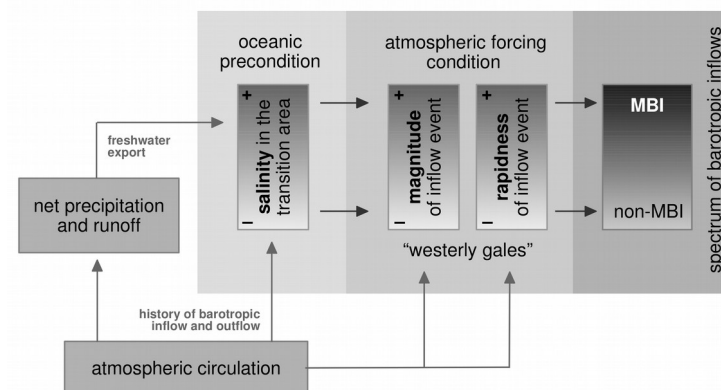 oceanic
precondition
atmospheric forcing
condition
+
salinity in the
transition area
–
+
magnitude
of inflow event
–
+
rapidness
of inflow event
–
MBI
non-MBI
spectrum of barotropic inflows
"westerly gales"
freshwater
export
net precipitation
and runoff
history of barotropic
inflow and outflow
atmospheric circulation